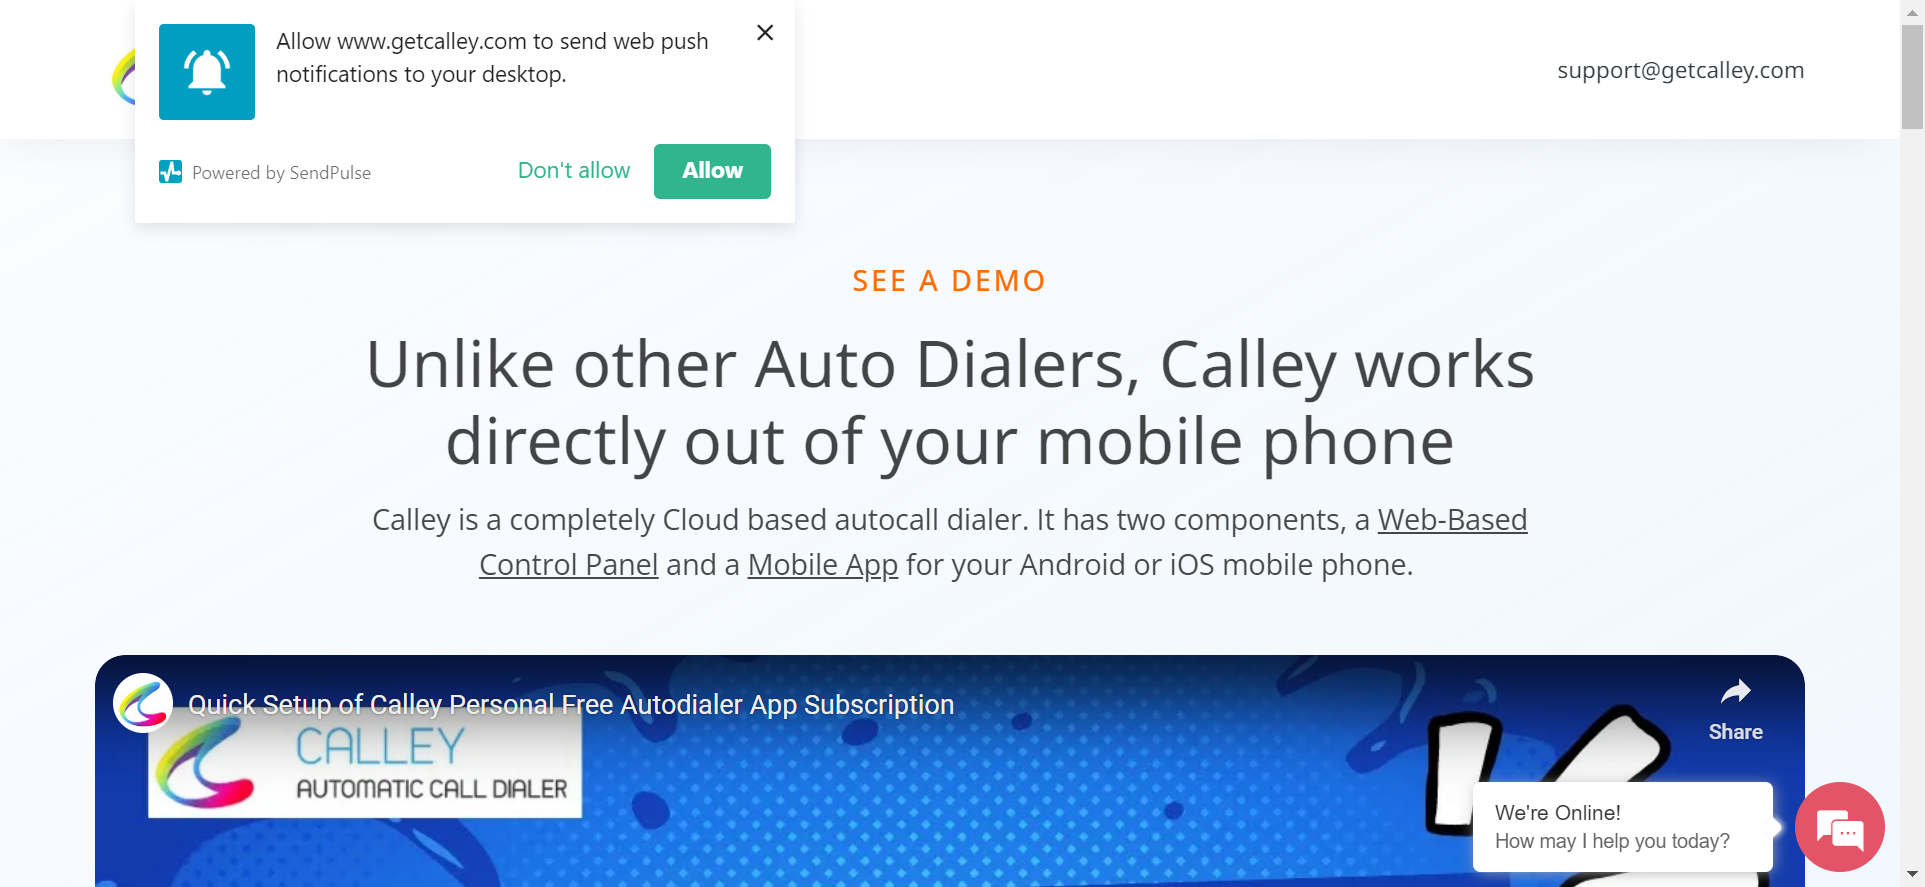 Allow www.getcalley.com to send web push
notifications to your desktop.
Powered by SendPulse
Don't allow
Allow
support@getcalley.com
SEE A DEMO
Unlike other Auto Dialers, Calley works
directly out of your mobile phone
Calley is a completely Cloud based autocall dialer. It has two components, a Web-Based
Control Panel and a Mobile App for your Android or iOS mobile phone.
Quick Setup of Calley Personal Free Autodialer App Subscription
Share
CALLEY
AUTOMATIC CALL DIALER
We're Online!
How may I help you today?